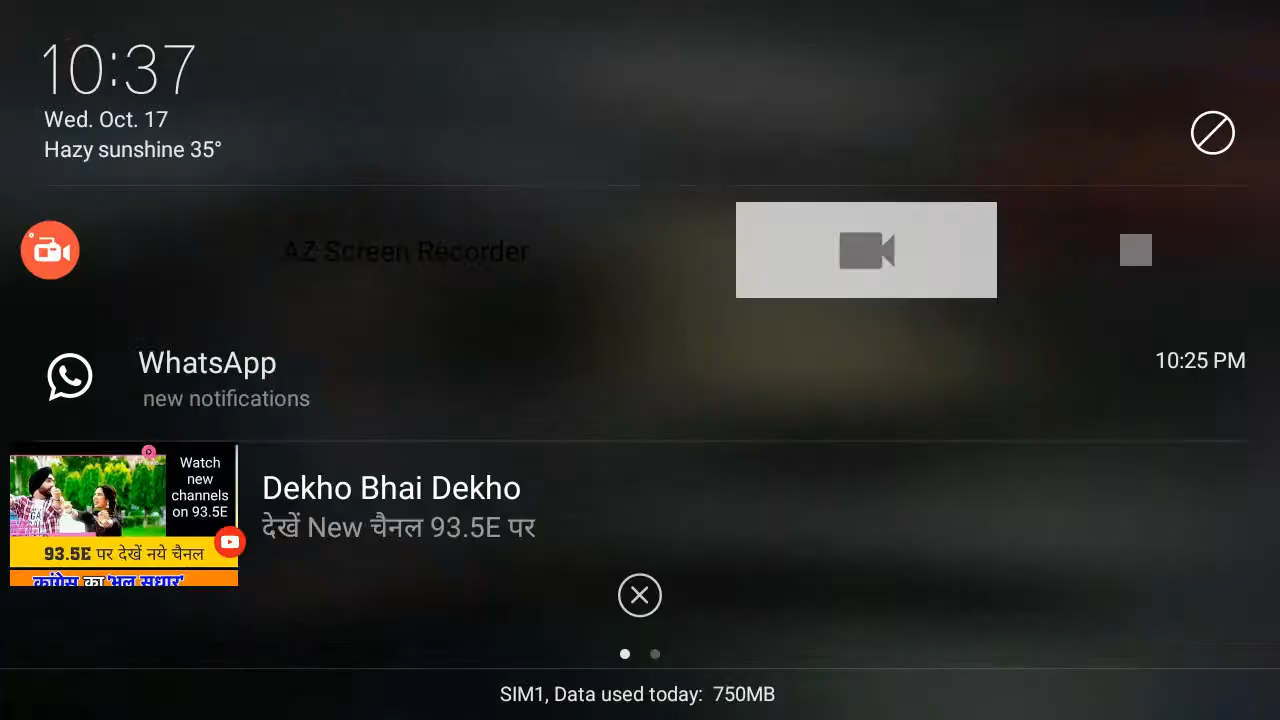 10:37
Wed. Oct. 17
Hazy sunshine 35°
AZ Screen Recorder
WhatsApp
10:25 PM
new notifications
Watch
new
channels
on 93.5E
93.5E पर देखें नये चैनल
कांग्रेस का 'भूल सुधार'
Dekho Bhai Dekho
देखें New चैनल 93.5E पर
SIM1, Data used today: 750MB